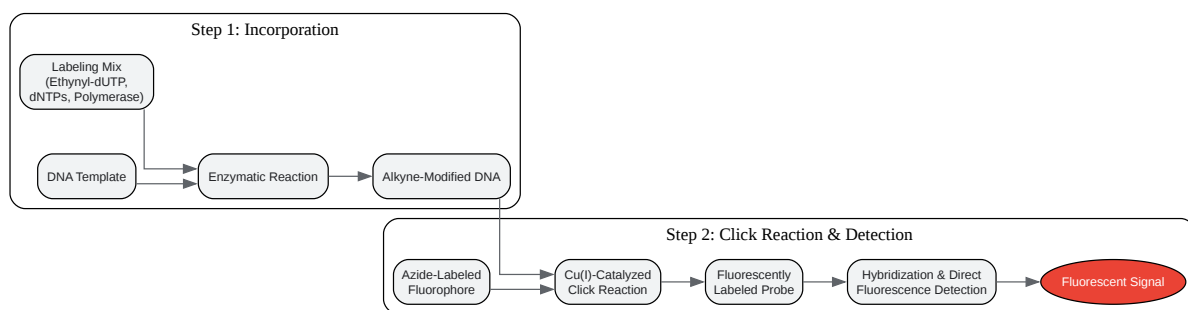 Step 1: Incorporation
Labeling Mix
(Ethynyl-dUTP,
dNTPs, Polymerase)
DNA Template
Enzymatic Reaction
Alkyne-Modified DNA
Step 2: Click Reaction & Detection
Azide-Labeled
Fluorophore
Cu(I)-Catalyzed
Click Reaction
Fluorescently
Labeled Probe
Hybridization & Direct
Fluorescence Detection
Fluorescent Signal